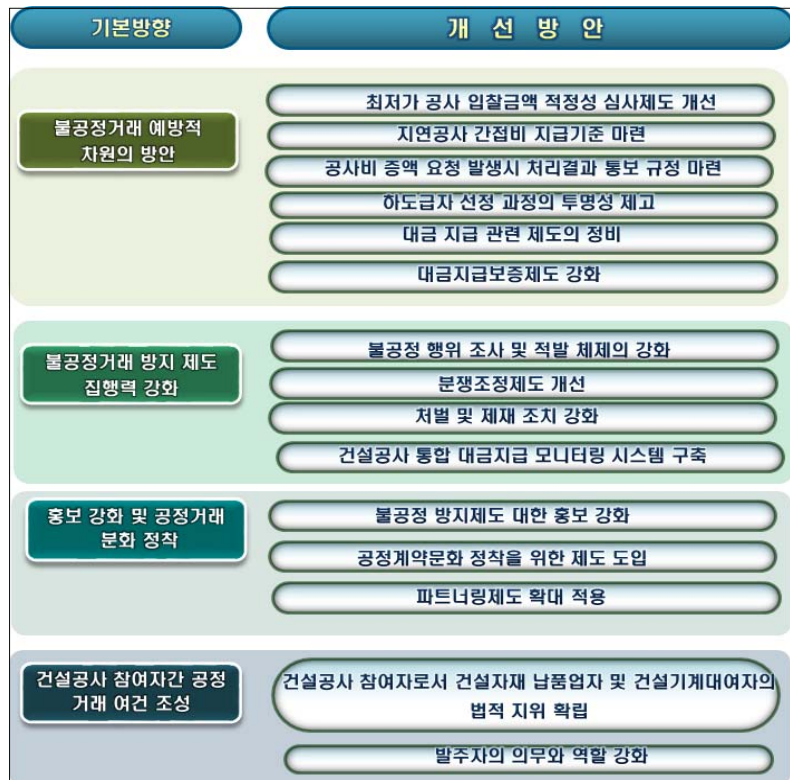 기본방향
개 선 방 안
불공정거래 예방적
차원의 방안
최저가 공사 입찰금액 적정성 심사제도 개선
지연공사 간접비 지급기준 마련
공사비 증액 요청 발생시 처리결과 통보 규정 마련
하도급자 선정 과정의 투명성 제고
대금 지급 관련 제도의 정비
대금지급보증제도 강화
불공정거래 방지 제도
집행력 강화
불공정 행위 조사 및 적발 체제의 강화
분쟁조정제도 개선
처벌 및 제재 조치 강화
건설공사 통합 대금지급 모니터링 시스템 구축
홍보 강화 및 공정거래
문화 정착
불공정 방지제도 대한 홍보 강화
공정계약문화 정착을 위한 제도 도입
파트너링제도 확대 적용
건설공사 참여자간 공정
거래 여건 조성
건설공사 참여자로서 건설자재 납품업자 및 건설기계대여자의
법적 지위 확립
발주자의 의무와 역할 강화